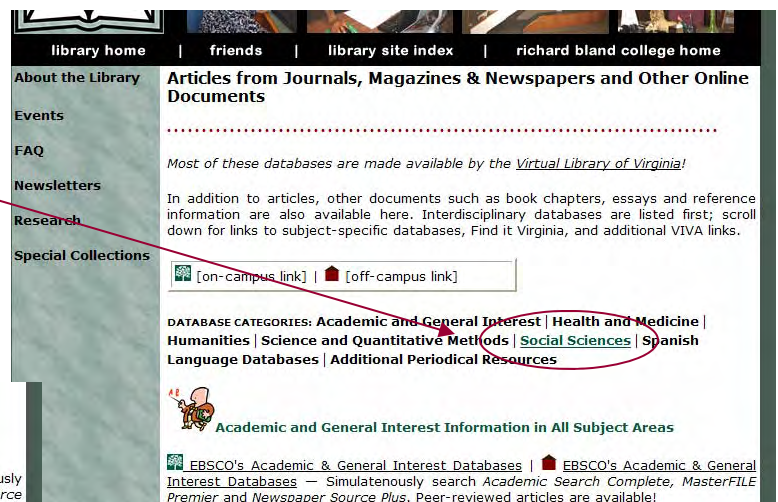 library home | friends | library site index | richard bland college home
About the Library
Events
FAQ
Newsletters
Research
Special Collections
Articles from Journals, Magazines & Newspapers and Other Online
Documents
Most of these databases are made available by the Virtual Library of Virginia!
In addition to articles, other documents such as book chapters, essays and reference
information are also available here. Interdisciplinary databases are listed first; scroll
down for links to subject-specific databases, Find it Virginia, and additional VIVA links.
[on-campus link] | [off-campus link]
DATABASE CATEGORIES: Academic and General Interest | Health and Medicine |
Humanities | Science and Quantitative Methods | Social Sciences | Spanish
Language Databases | Additional Periodical Resources
Academic and General Interest Information in All Subject Areas
EBSCO's Academic & General Interest Databases | EBSCO's Academic & General
Interest Databases — Simulatenously search Academic Search Complete, MasterFILE
Premier and Newspaper Source Plus. Peer-reviewed articles are available!
usly
rce